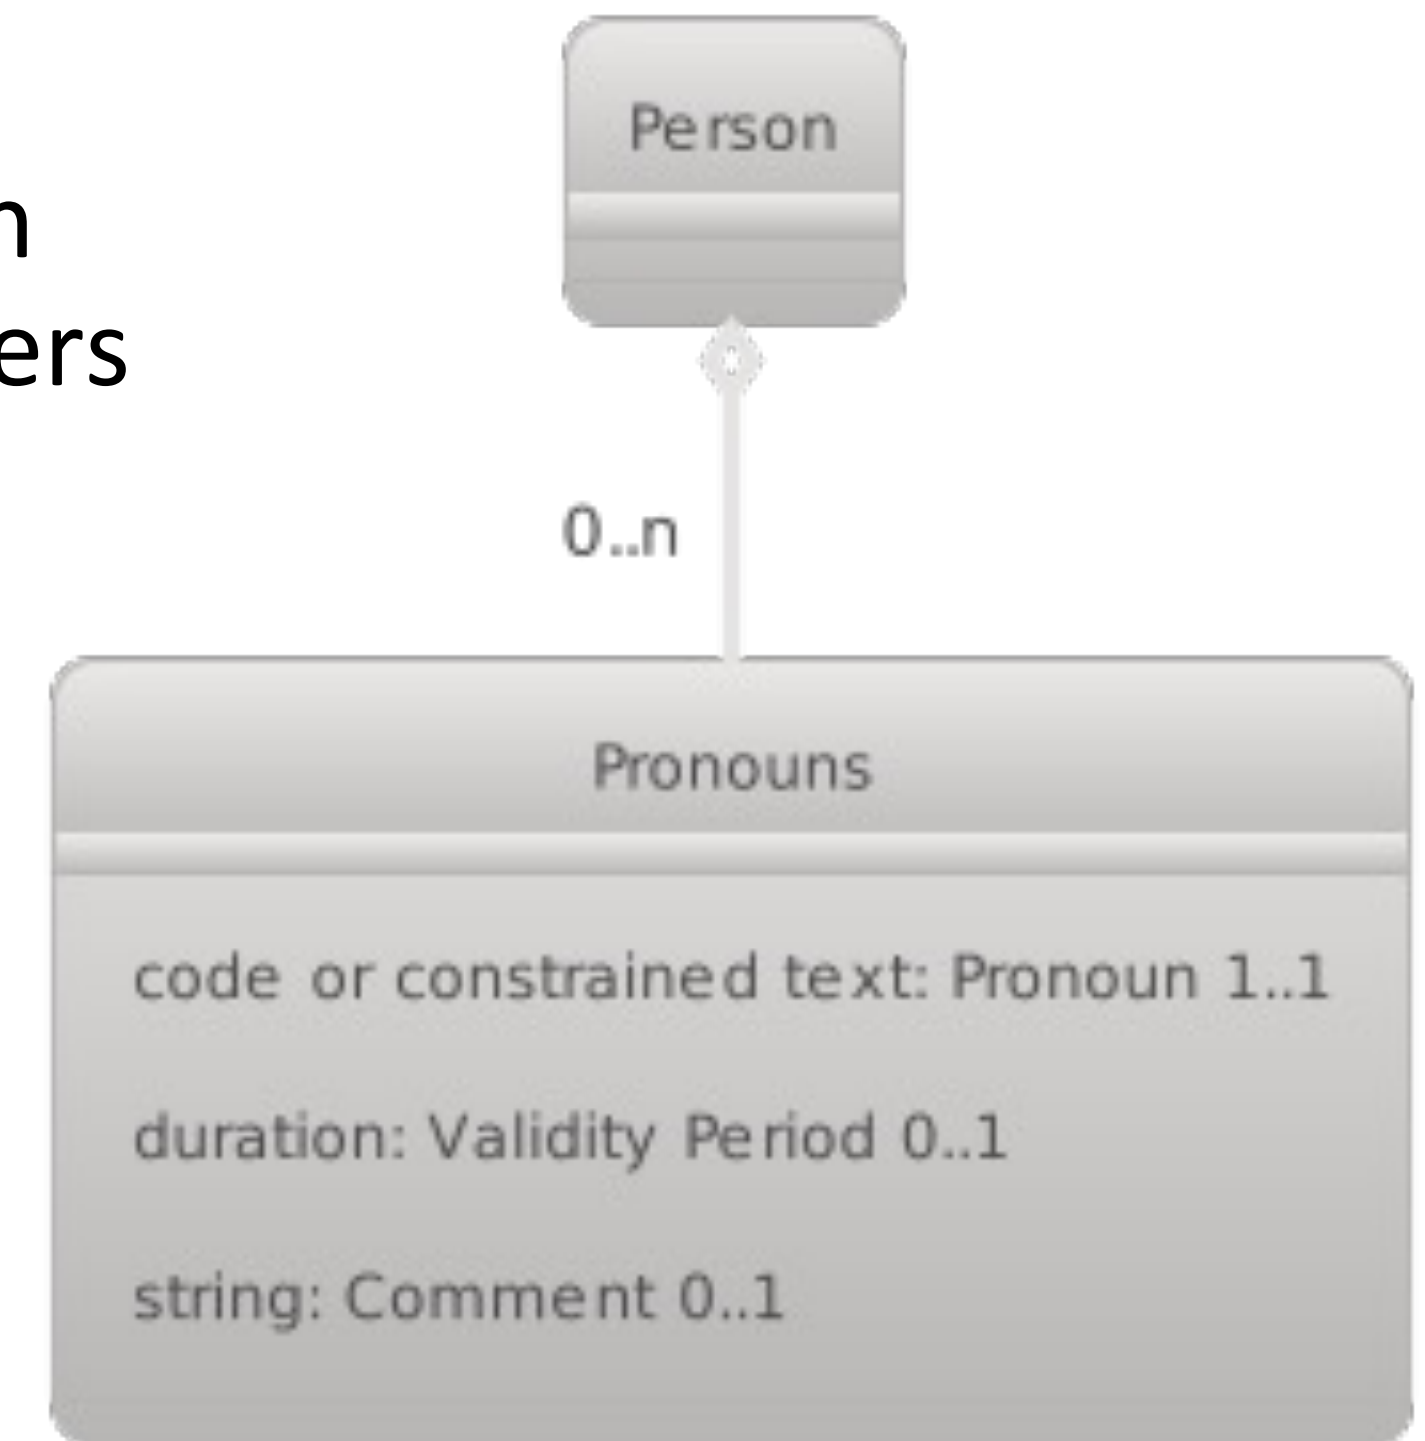 Person
n
ers
0..n
Pronouns
code or constrained text: Pronoun 1..1
duration: Validity Period 0..1
string: Comment 0..1